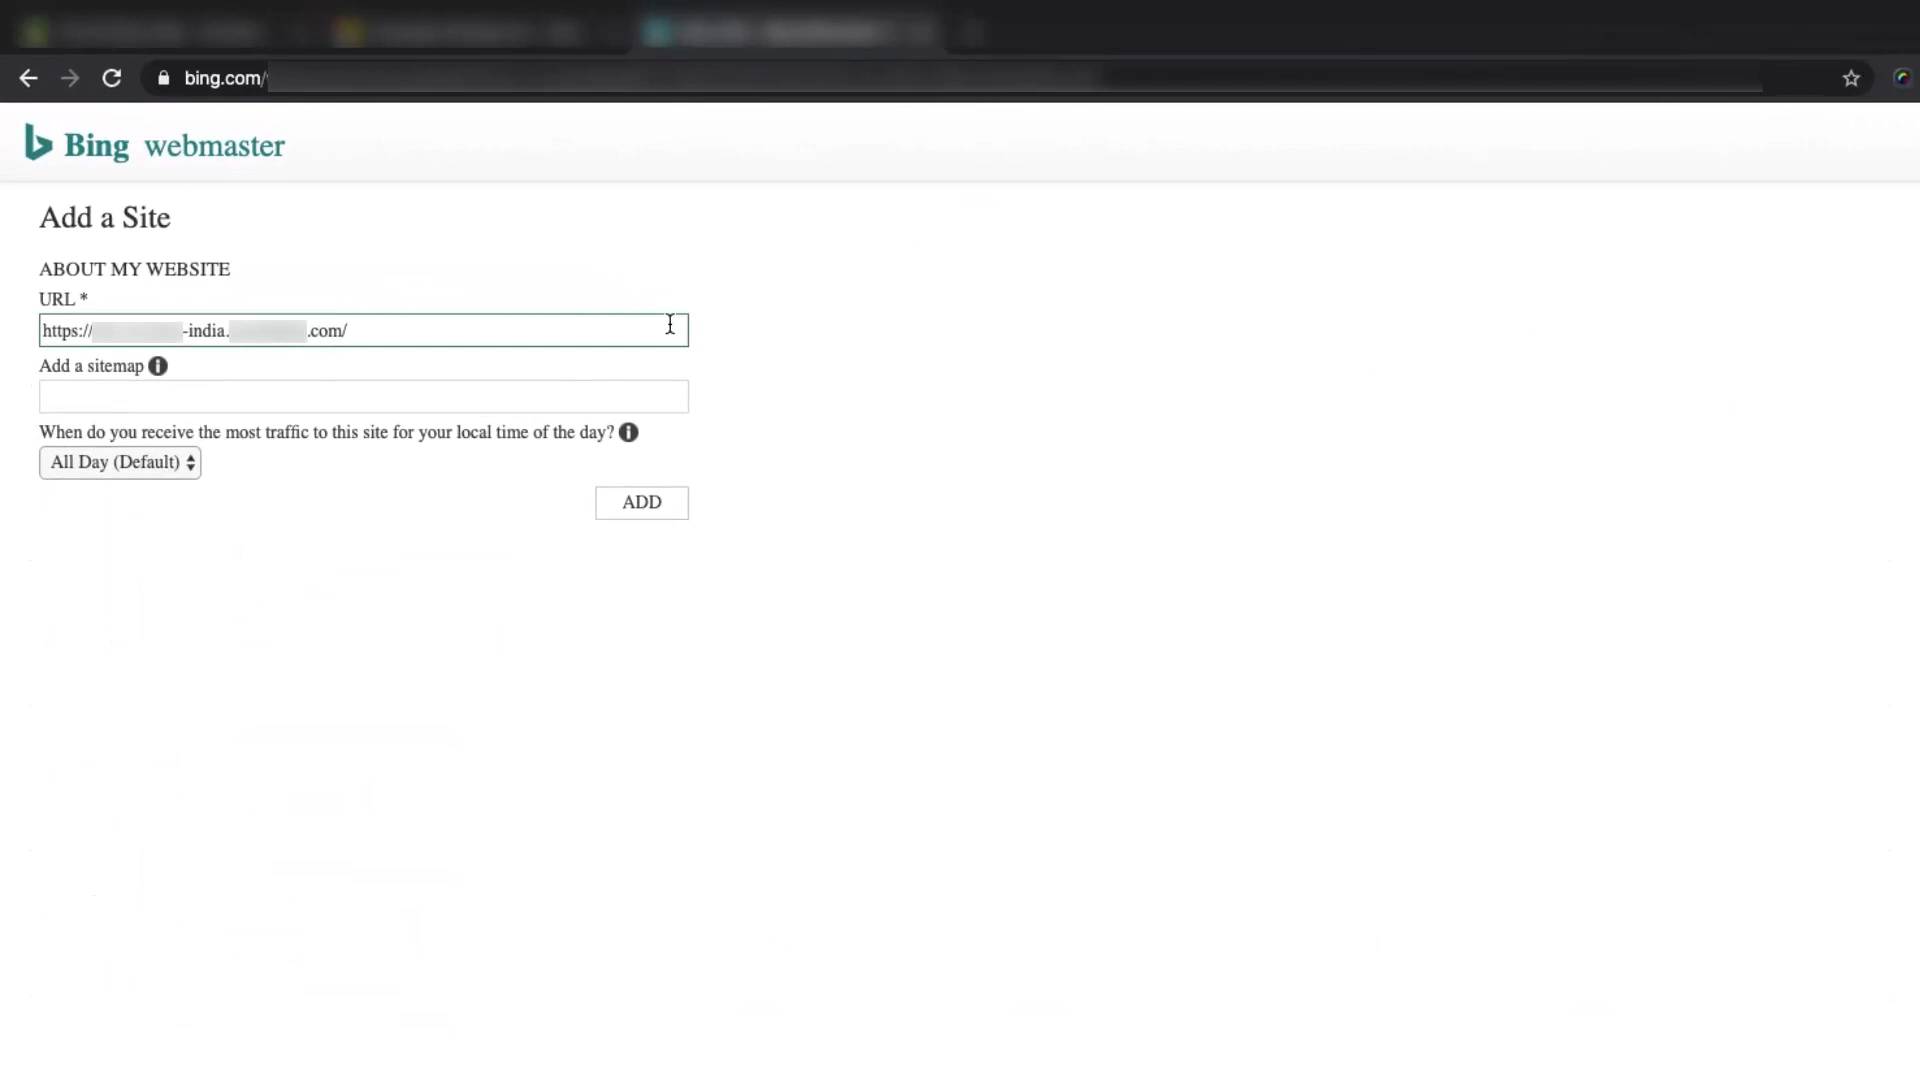 bing.com/
Bing webmaster
Add a Site
ABOUT MY WEBSITE
URL *
https:// -india. .com/
Add a sitemap
When do you receive the most traffic to this site for your local time of the day?
All Day (Default)
ADD